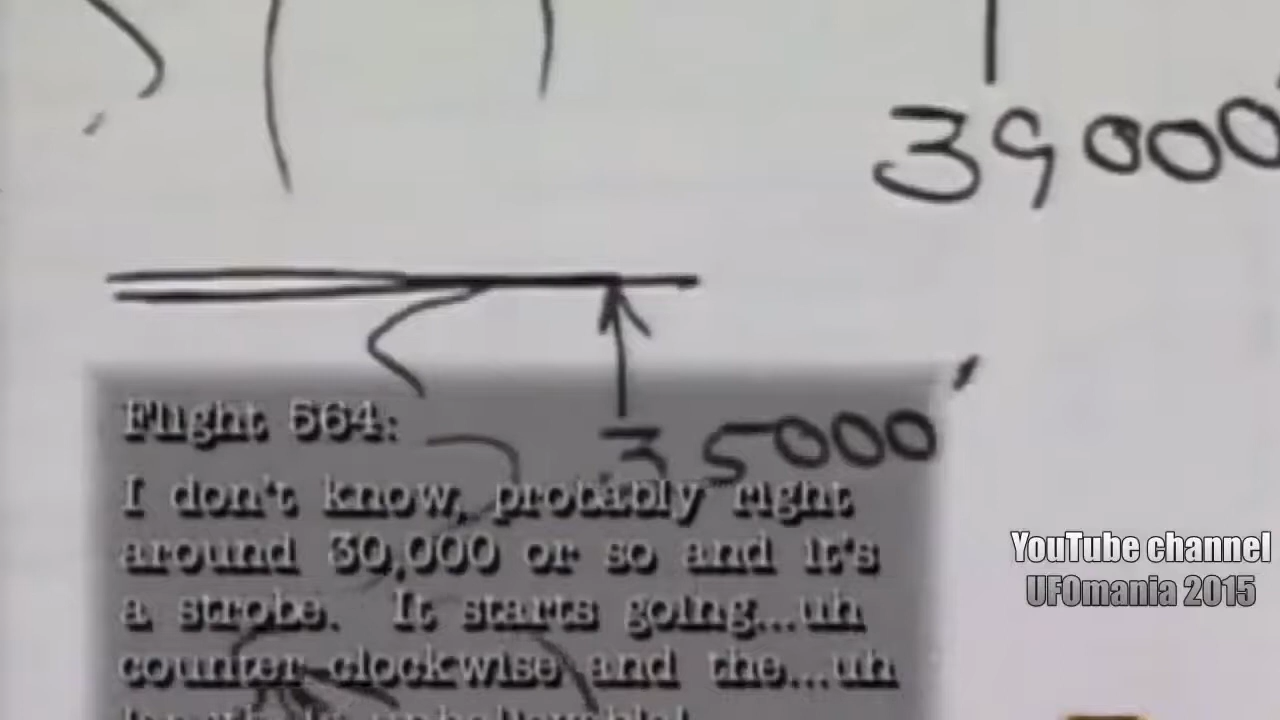 39000
35000'
Flight 564:
I don't know, probably right
around 30,000 or so and it's
a strobe. It starts going...uh
counter clockwise and the...uh
YouTube channel
UFOmania 2015